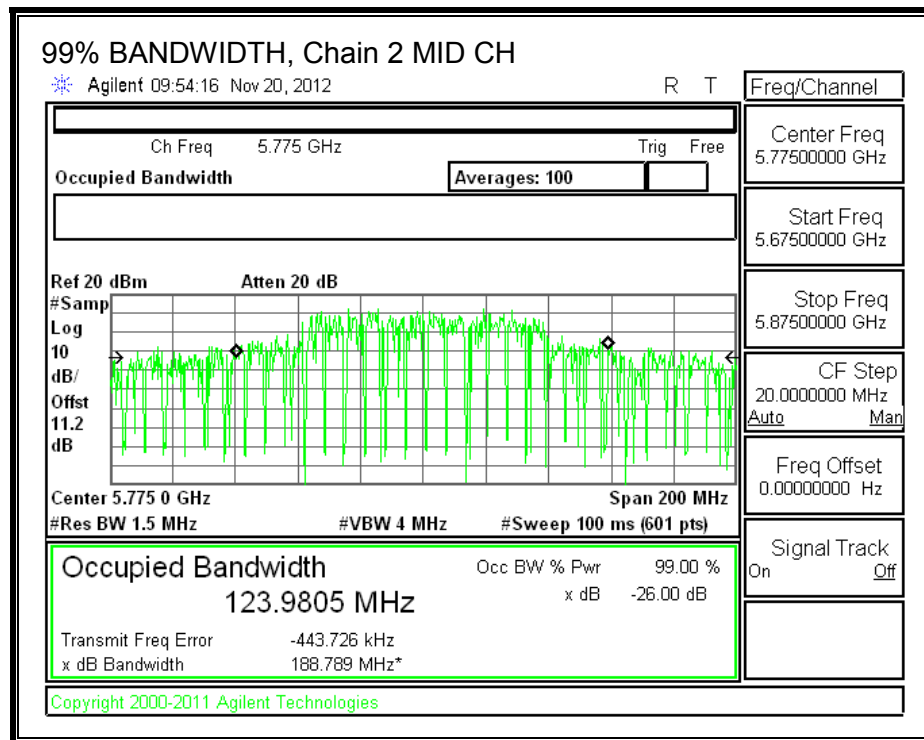 99% BANDWIDTH, Chain 2 MID CH
Agilent 09:54:16 Nov 20, 2012
R T
Ch Freq 5.775 GHz
Trig Free
Occupied Bandwidth
Averages: 100
Ref 20 dBm
Atten 20 dB
#Samp
Log
10
dB/
Offst
11.2
dB
Center 5.775 0 GHz
Span 200 MHz
#Res BW 1.5 MHz
#VBW 4 MHz
#Sweep 100 ms (601 pts)
Occupied Bandwidth
123.9805 MHz
Occ BW % Pwr 99.00 %
x dB -26.00 dB
Transmit Freq Error -443.726 kHz
x dB Bandwidth 188.789 MHz*
Copyright 2000-2011 Agilent Technologies
Freq/Channel
Center Freq
5.77500000 GHz
Start Freq
5.67500000 GHz
Stop Freq
5.87500000 GHz
CF Step
20.0000000 MHz
Auto Man
Freq Offset
0.00000000 Hz
Signal Track
On Off